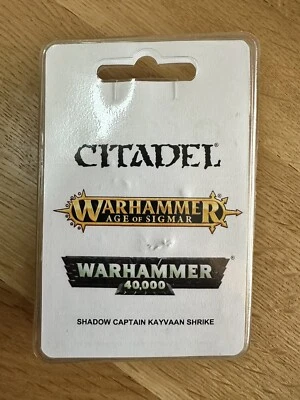 CITADEL
WARHAMMER
AGE OF SIGMAR
WARHAMMER®
40,000
SHADOW CAPTAIN KAYVAAN SHRIKE